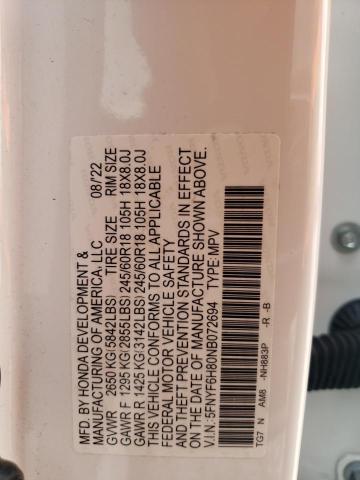 MFD. BY HONDA DEVELOPMENT &
MANUFACTURING OF AMERICA, LLC 08/22
GVWR 2650 KG(5842LBS) TIRE SIZE RIM SIZE
GAWR F 1295 KG(2855LBS) 245/60R18 105H 18X8.0J
GAWR R 1425 KG(3142LBS) 245/60R18 105H 18X8.0J
THIS VEHICLE CONFORMS TO ALL APPLICABLE
FEDERAL MOTOR VEHICLE SAFETY
AND THEFT PREVENTION STANDARDS IN EFFECT
ON THE DATE OF MANUFACTURE SHOWN ABOVE.
V.I.N: 5FNYF6H80NB072694 TYPE: MPV
TG7 N AM8 -NH883P -R -B